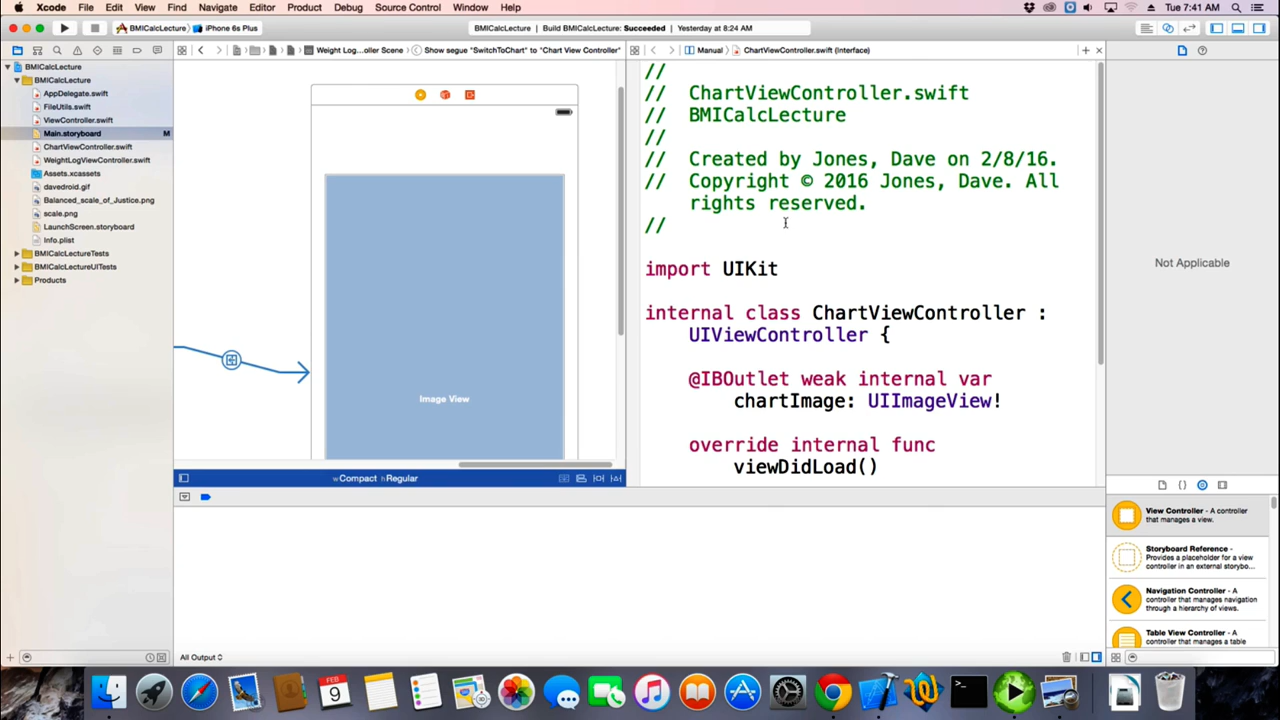 Xcode File Edit View Find Navigate Editor Product Debug Source Control Window Help Tue 7:41 AM
BMICalcLecture iPhone 6s Plus BMICalcLecture Build BMICalcLecture: Succeeded Yesterday at 8:24 AM
Weight Log...oller Scene Show segue "SwitchToChart" to "Chart View Controller" Manual ChartViewController.swift (Interface)
BMICalcLecture
BMICalcLecture
AppDelegate.swift
FileUtils.swift
ViewController.swift
Main.storyboard M
ChartViewController.swift
WeightLogViewController.swift
Assets.xcassets
davedroid.gif
Balanced_scale_of_Justice.png
scale.png
LaunchScreen.storyboard
Info.plist
BMICalcLectureTests
BMICalcLectureUITests
Products
Image View
wCompact hRegular
//
// ChartViewController.swift
// BMICalcLecture
//
// Created by Jones, Dave on 2/8/16.
// Copyright © 2016 Jones, Dave. All
rights reserved.
//
import UIKit
internal class ChartViewController :
UIViewController {
@IBOutlet weak internal var
chartImage: UIImageView!
override internal func
viewDidLoad()
Not Applicable
View Controller - A controller
that manages a view.
Storyboard Reference -
Provides a placeholder for a view
controller in an external storybo...
Navigation Controller - A
controller that manages navigation
through a hierarchy of views.
Table View Controller - A
controller that manages a table
All Output
FEB
9